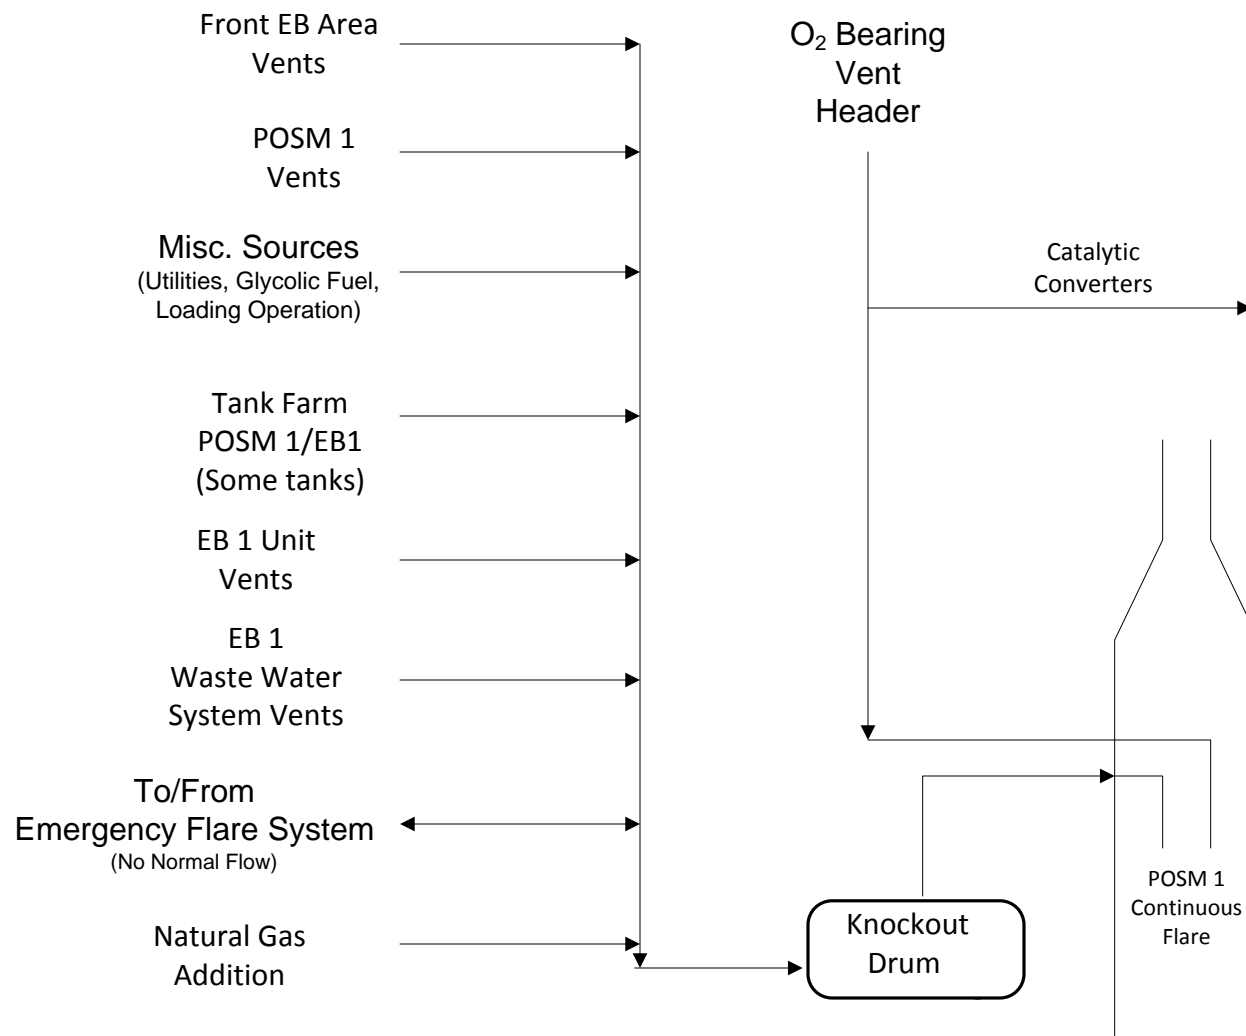 Front EB Area
Vents
POSM 1
Vents
Misc. Sources
(Utilities, Glycolic Fuel,
Loading Operation)
Tank Farm
POSM 1/EB1
(Some tanks)
EB 1 Unit
Vents
EB 1
Waste Water
System Vents
To/From
Emergency Flare System
(No Normal Flow)
Natural Gas
Addition
O₂ Bearing
Vent
Header
Catalytic
Converters
Knockout
Drum
POSM 1
Continuous
Flare